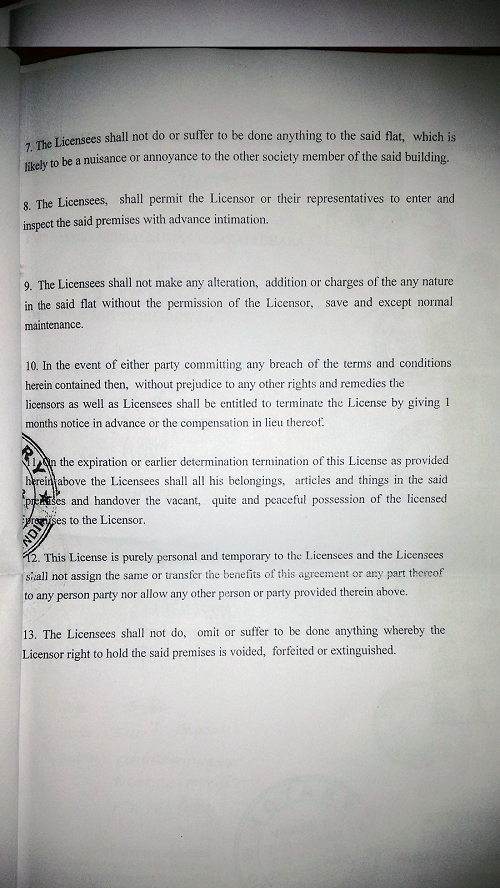 7. The Licensees shall not do or suffer to be done anything to the said flat, which is
likely to be a nuisance or annoyance to the other society member of the said building.
8. The Licensees, shall permit the Licensor or their representatives to enter and
inspect the said premises with advance intimation.
9. The Licensees shall not make any alteration, addition or charges of the any nature
in the said flat without the permission of the Licensor, save and except normal
maintenance.
10. In the event of either party committing any breach of the terms and conditions
herein contained then, without prejudice to any other rights and remedies the
licensors as well as Licensees shall be entitled to terminate the License by giving 1
months notice in advance or the compensation in lieu thereof.
11. On the expiration or earlier determination termination of this License as provided
herein above the Licensees shall all his belongings, articles and things in the said
premises and handover the vacant, quite and peaceful possession of the licensed
premises to the Licensor.
12. This License is purely personal and temporary to the Licensees and the Licensees
shall not assign the same or transfer the benefits of this agreement or any part thereof
to any person party nor allow any other person or party provided therein above.
13. The Licensees shall not do, omit or suffer to be done anything whereby the
Licensor right to hold the said premises is voided, forfeited or extinguished.